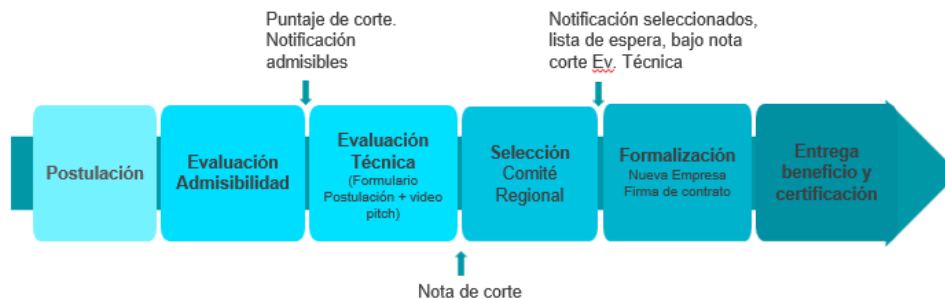 Puntaje de corte.
Notificación
admisibles
Notificación seleccionados,
lista de espera, bajo nota
corte Ev. Técnica
Postulación
Evaluación
Admisibilidad
Evaluación
Técnica
(Formulario
Postulación + video
pitch)
Selección
Comité
Regional
Formalización
Nueva Empresa
Firma de contrato
Entrega
beneficio y
certificación
Nota de corte